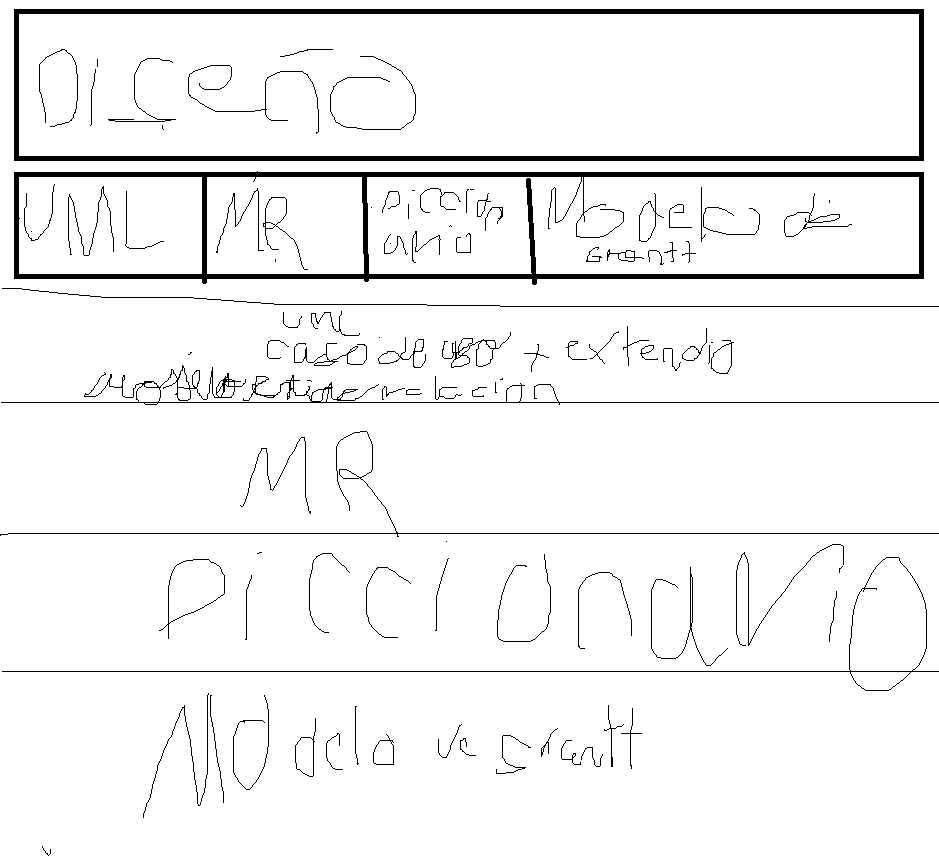 Diseño
UML MR Diccionario Modelo de Grantt
UML
caso de uso + extendio
modelo entidad relacion
MR
Diccionario
Modelo de Grantt